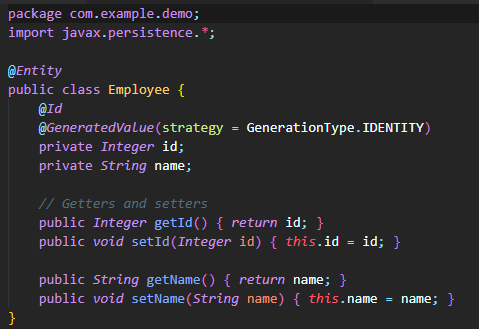 package com.example.demo;
import javax.persistence.*;
@Entity
public class Employee {
@Id
@GeneratedValue(strategy = GenerationType.IDENTITY)
private Integer id;
private String name;
// Getters and setters
public Integer getId() { return id; }
public void setId(Integer id) { this.id = id; }
public String getName() { return name; }
public void setName(String name) { this.name = name; }
}